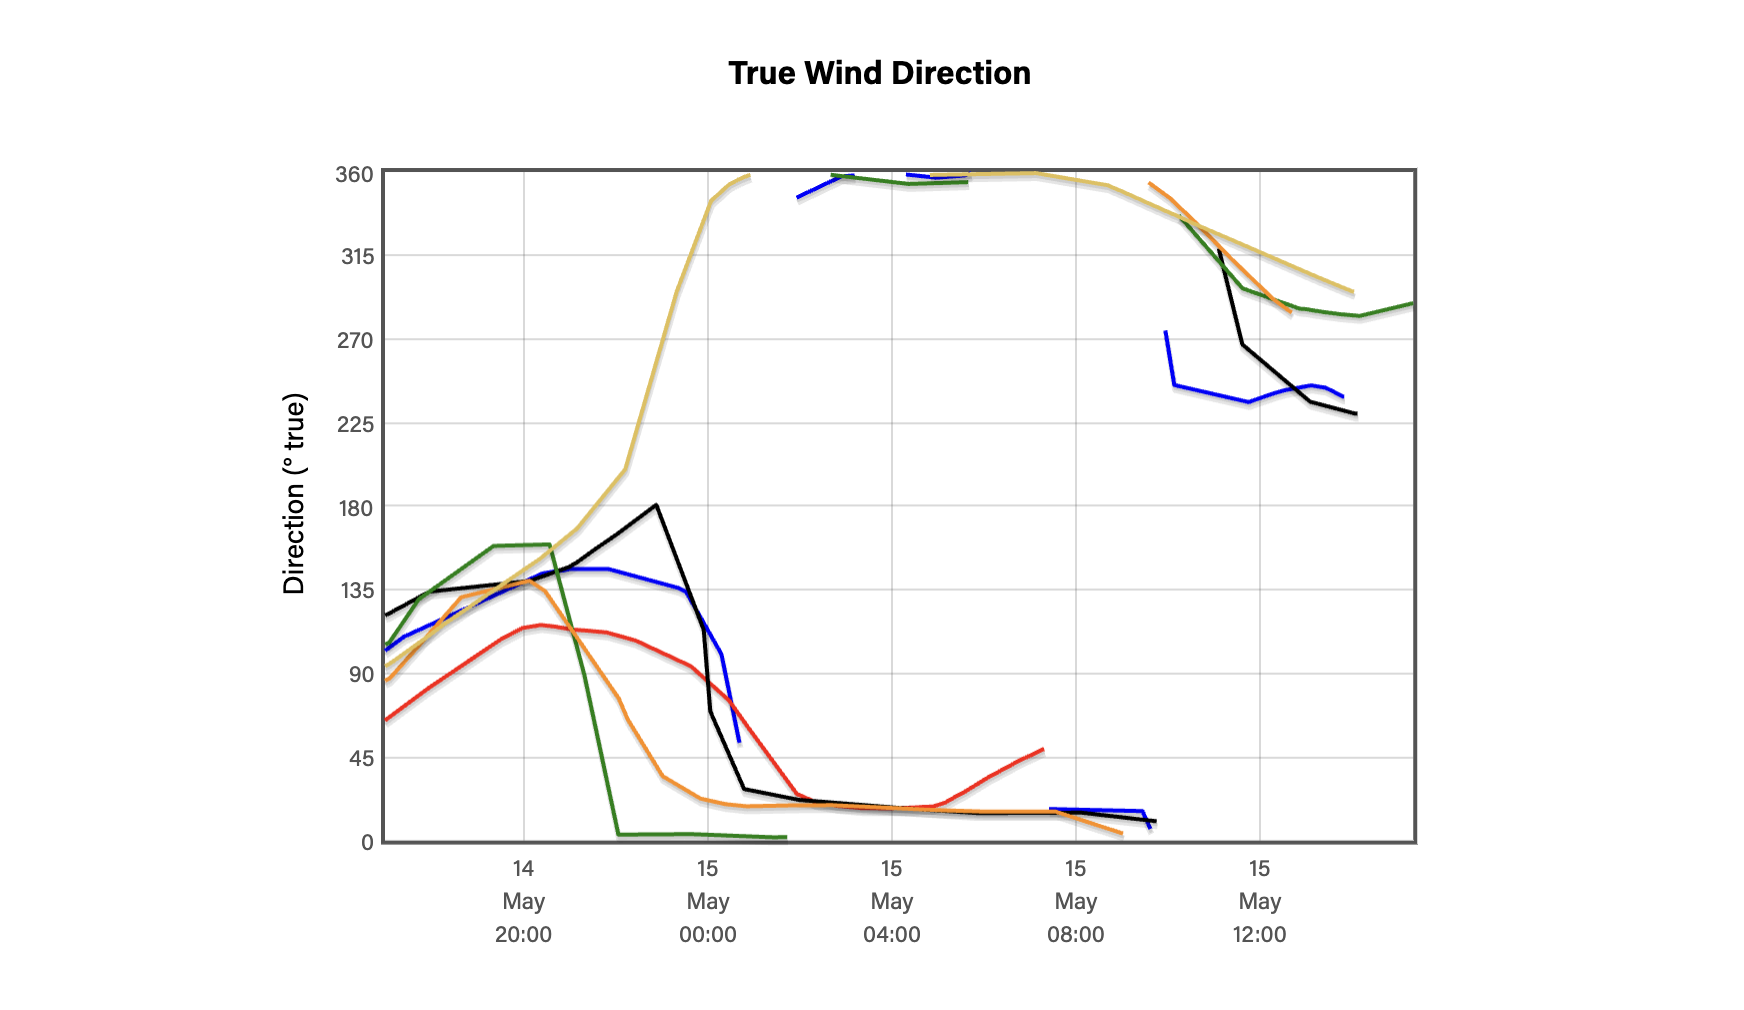 True Wind Direction
Direction (° true)
360
315
270
225
180
135
90
45
0
14 May 20:00
15 May 00:00
15 May 04:00
15 May 08:00
15 May 12:00